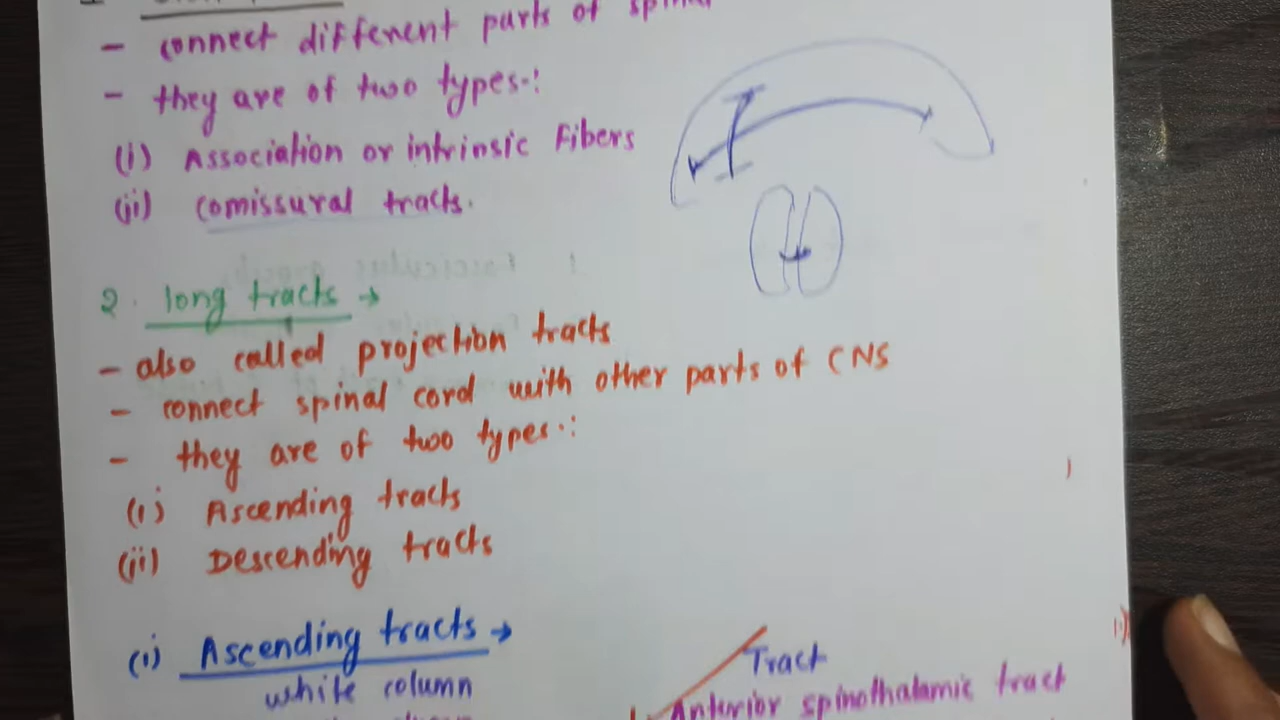 - connect different parts of spinal
- they are of two types-:
(i) Association or intrinsic Fibers
(ii) comissural tracts.
2. long tracts →
- also called projection tracts
- connect spinal cord with other parts of CNS
- they are of two types-:
(i) Ascending tracts
(ii) Descending tracts
(i) Ascending tracts →
white column
Tract
Anterior spinothalamic tract